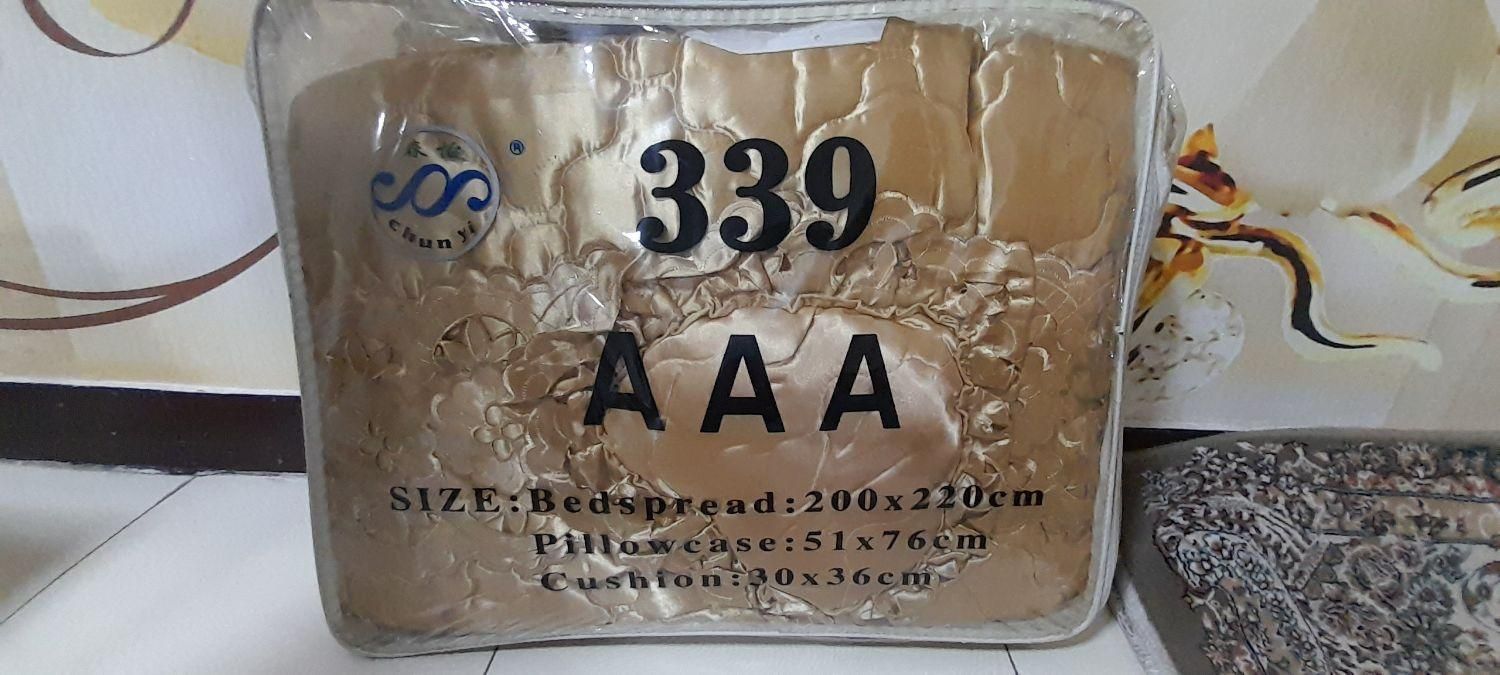 ®
chun yi
339
AAA
SIZE:Bedspread:200x220cm
Pillowcase:51x76cm
Cushion:30x36cm